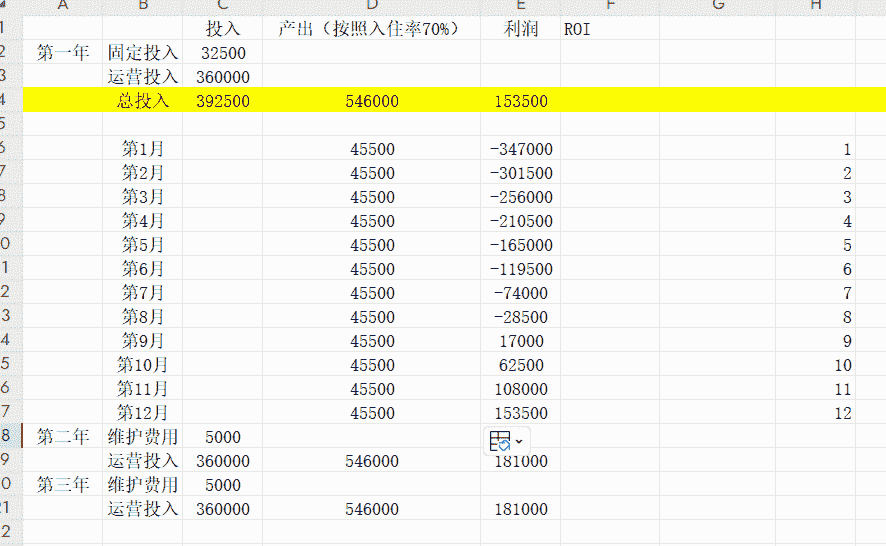 A B C D E F G H
1 投入 产出（按照入住率70%） 利润 ROI
2 第一年 固定投入 32500
3 运营投入 360000
4 总投入 392500 546000 153500
5
6 第1月 45500 -347000 1
7 第2月 45500 -301500 2
8 第3月 45500 -256000 3
9 第4月 45500 -210500 4
0 第5月 45500 -165000 5
1 第6月 45500 -119500 6
2 第7月 45500 -74000 7
3 第8月 45500 -28500 8
4 第9月 45500 17000 9
5 第10月 45500 62500 10
6 第11月 45500 108000 11
7 第12月 45500 153500 12
8 第二年 维护费用 5000
9 运营投入 360000 546000 181000
0 第三年 维护费用 5000
21 运营投入 360000 546000 181000
2